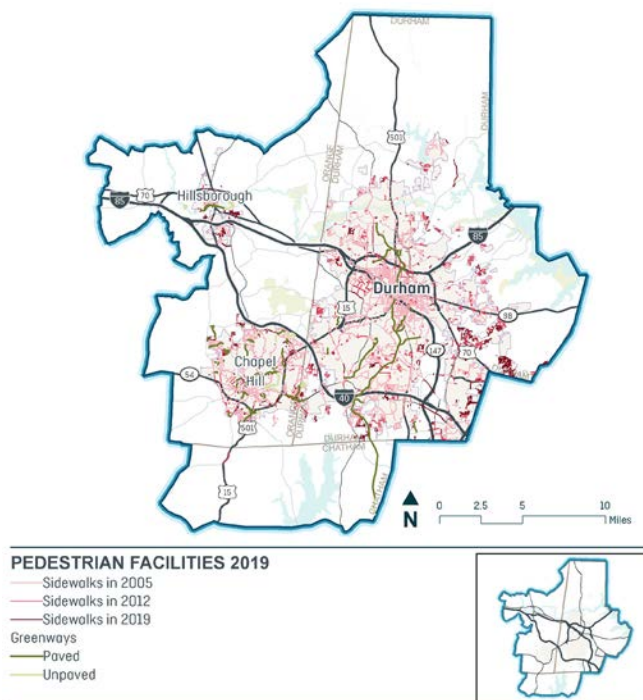 DURHAM
501
DURHAM
ORANGE
DURHAM
Hillsborough
70
85
85
Durham
15
98
147
70
Chapel
Hill
54
40
501
ORANGE
DURHAM
DURHAM
CHATHAM
15
CHATHAM
N
0 2.5 5 10
Miles
PEDESTRIAN FACILITIES 2019
Sidewalks in 2005
Sidewalks in 2012
Sidewalks in 2019
Greenways
Paved
Unpaved